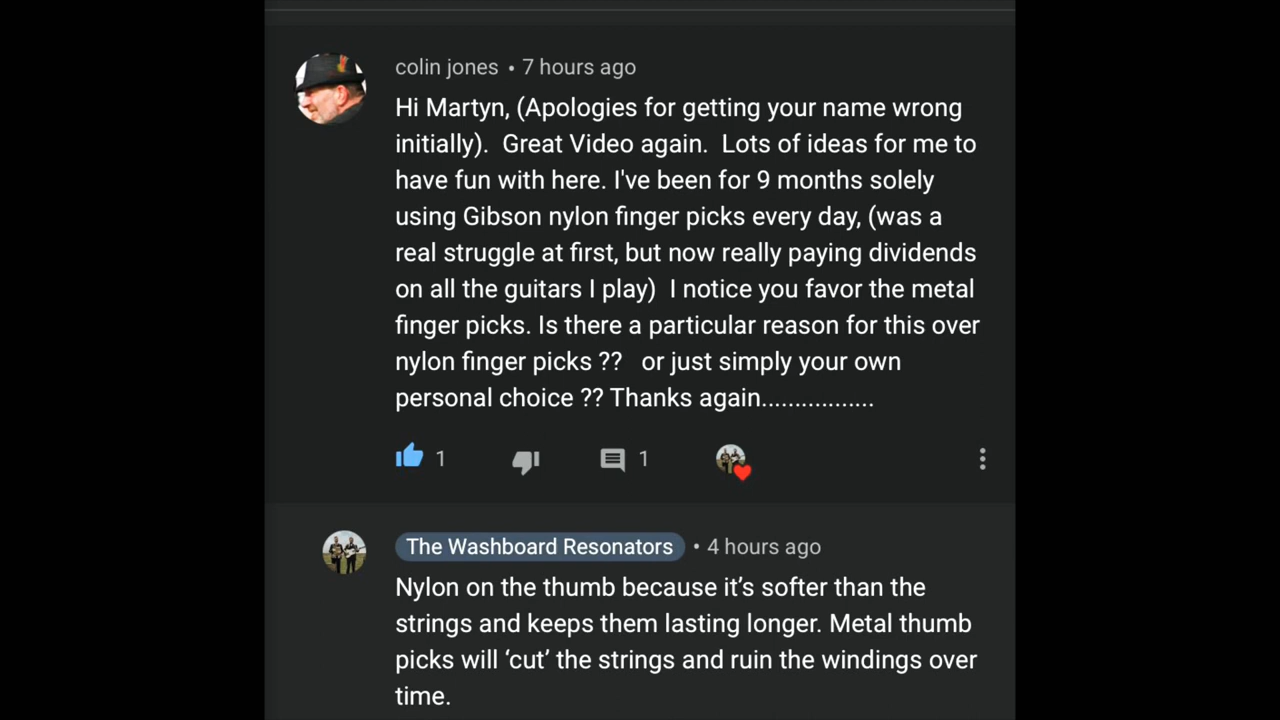 colin jones • 7 hours ago
Hi Martyn, (Apologies for getting your name wrong
initially).  Great Video again.  Lots of ideas for me to
have fun with here. I've been for 9 months solely
using Gibson nylon finger picks every day, (was a
real struggle at first, but now really paying dividends
on all the guitars I play)  I notice you favor the metal
finger picks. Is there a particular reason for this over
nylon finger picks ??   or just simply your own
personal choice ?? Thanks again.................
1 1
The Washboard Resonators • 4 hours ago
Nylon on the thumb because it’s softer than the
strings and keeps them lasting longer. Metal thumb
picks will ‘cut’ the strings and ruin the windings over
time.